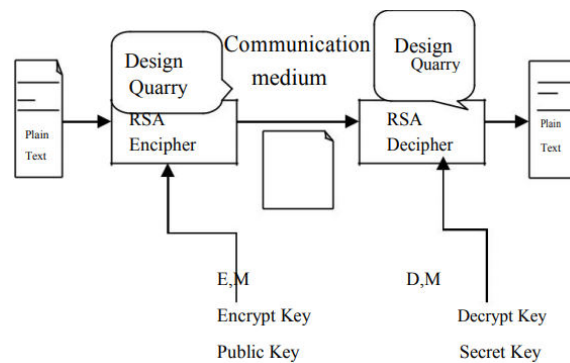 Design
Quarry
Communication
medium
Design
Quarry
Plain
Text
RSA
Encipher
RSA
Decipher
Plain
Text
E,M
Encrypt Key
Public Key
D,M
Decrypt Key
Secret Key